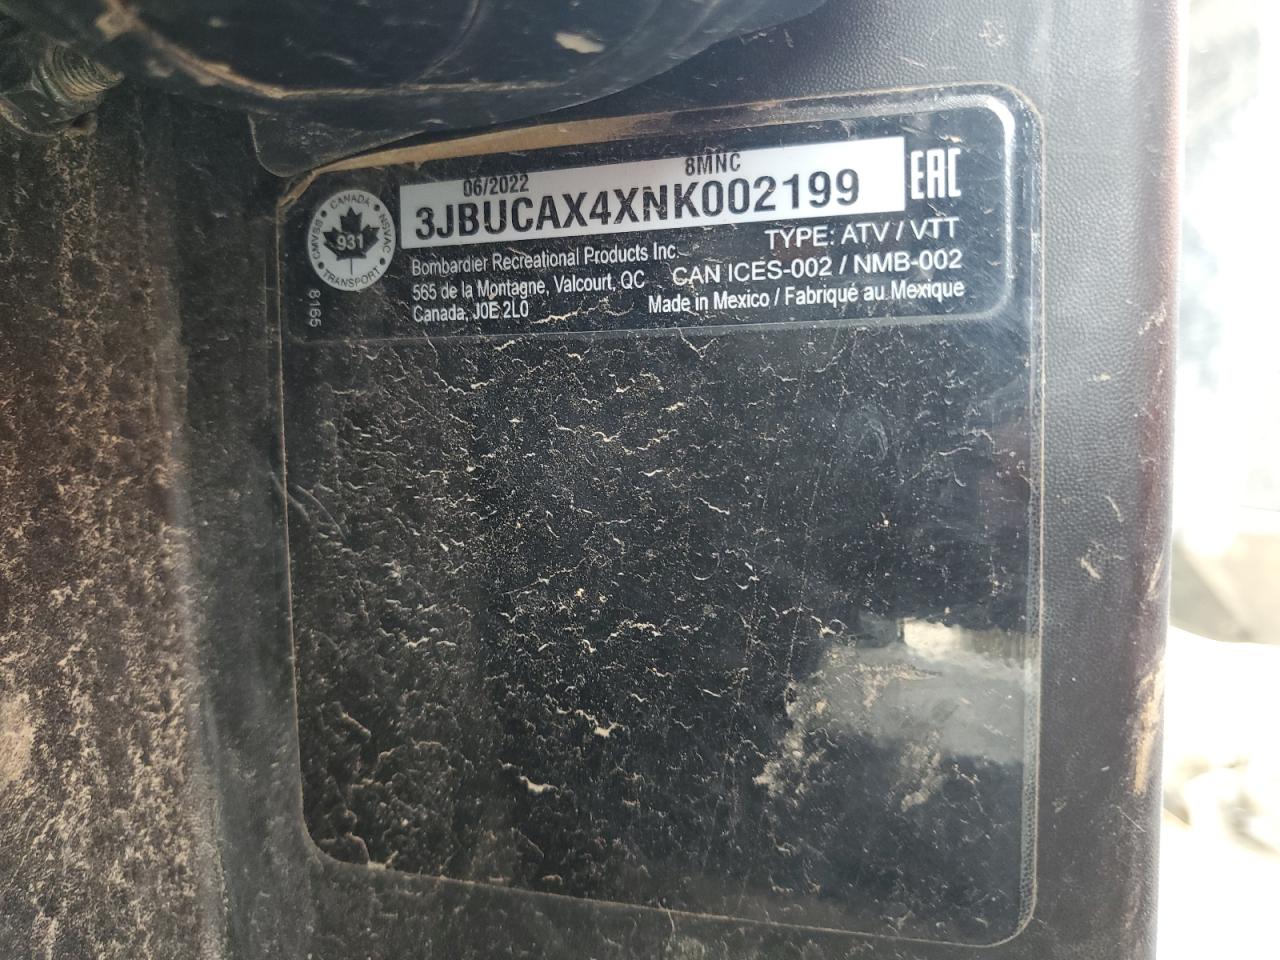 06/2022 8MNC
3JBUCAX4XNK002199
EAC
CANADA
CMVSS NSVAC
931
TRANSPORT
8165
TYPE: ATV / VTT
Bombardier Recreational Products Inc.
565 de la Montagne, Valcourt, QC
Canada, J0E 2L0
CAN ICES-002 / NMB-002
Made in Mexico / Fabriqué au Mexique